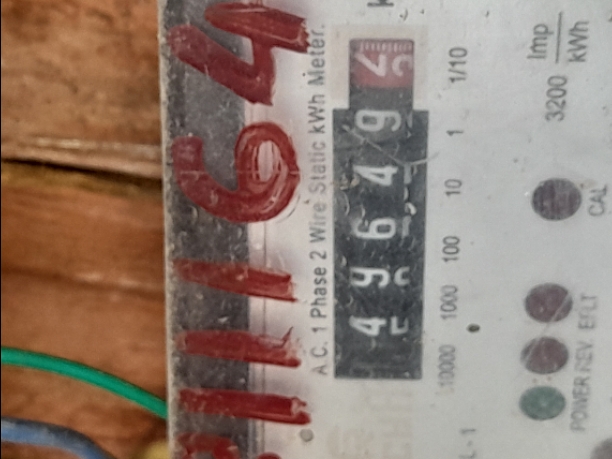 11164
A.C. 1 Phase 2 Wire Static kWh Meter.
4 9 6 4 9
10000 1000 100 10 1 1/10
3200 Imp
kWh
CAL
POWER REV. EFLT